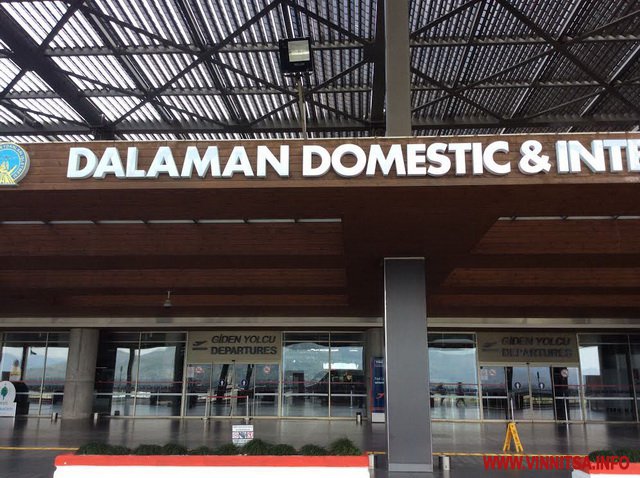 DALAMAN DOMESTIC & INTE
GİDEN YOLCU
DEPARTURES
GİDEN YOLCU
DEPARTURES
WWW.VINNITSA.INFO